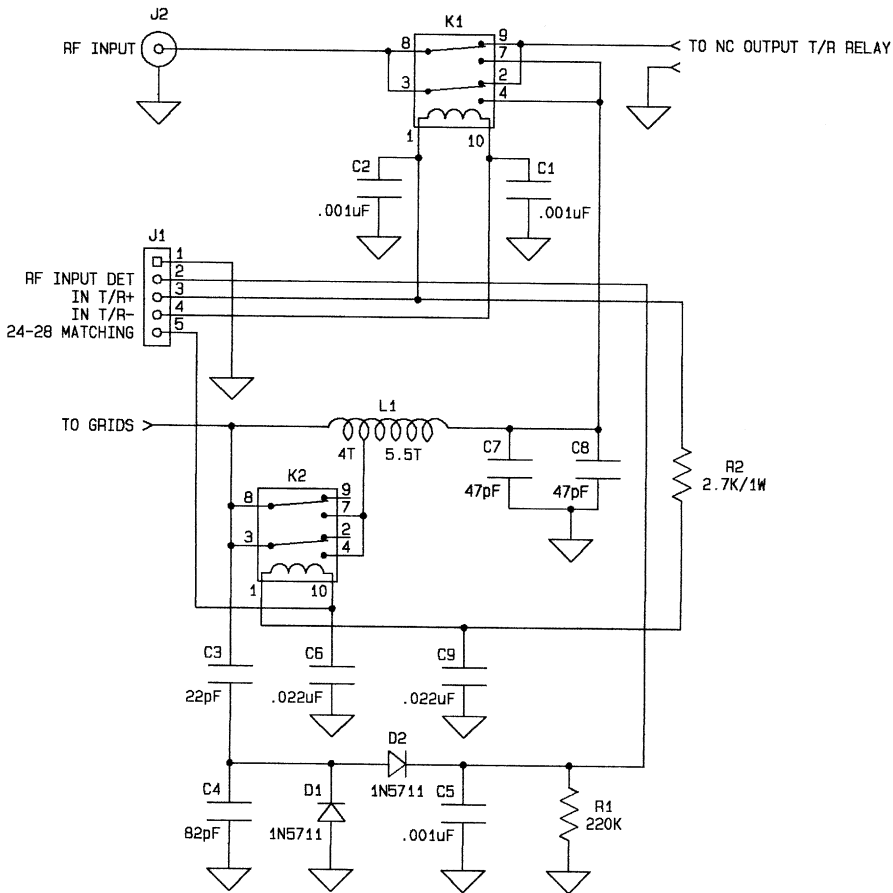 J2
K1
RF INPUT
8
9
7
TO NC OUTPUT T/R RELAY
3
2
4
1
10
C2
.001uF
C1
.001uF
J1
1
RF INPUT DET
2
IN T/R+
3
IN T/R-
4
24-28 MATCHING
5
TO GRIDS
L1
4T
5.5T
C7
47pF
C8
47pF
R2
2.7K/1W
K2
8
9
7
3
2
4
1
10
C3
22pF
C6
.022uF
C9
.022uF
D2
1N5711
C4
82pF
D1
1N5711
C5
.001uF
R1
220K